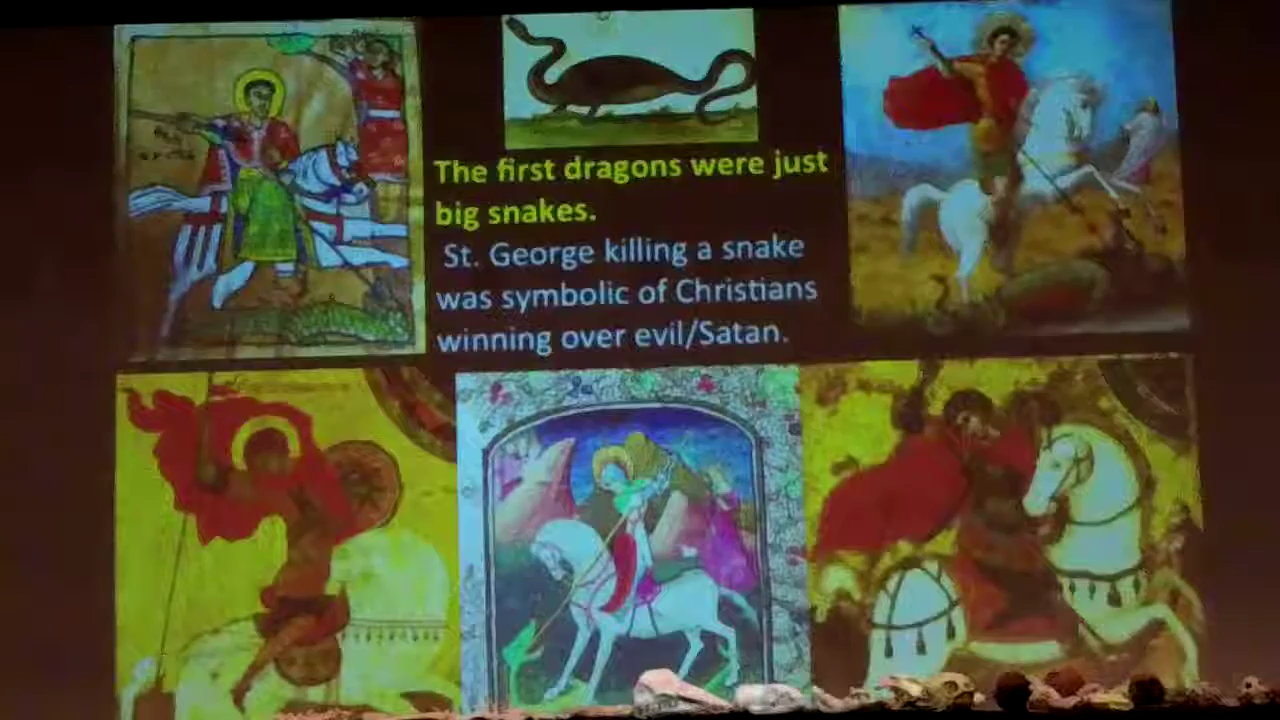 The first dragons were just
big snakes.
St. George killing a snake
was symbolic of Christians
winning over evil/Satan.